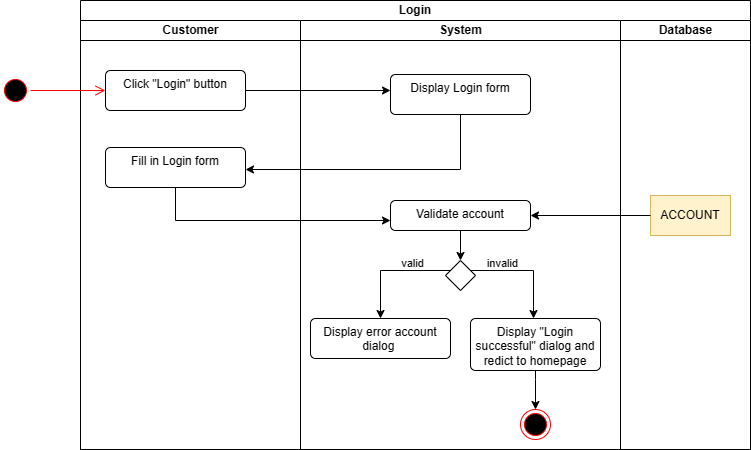 Login
Customer
System
Database
Click "Login" button
Display Login form
Fill in Login form
Validate account
ACCOUNT
valid
invalid
Display error account
dialog
Display "Login
successful" dialog and
redict to homepage